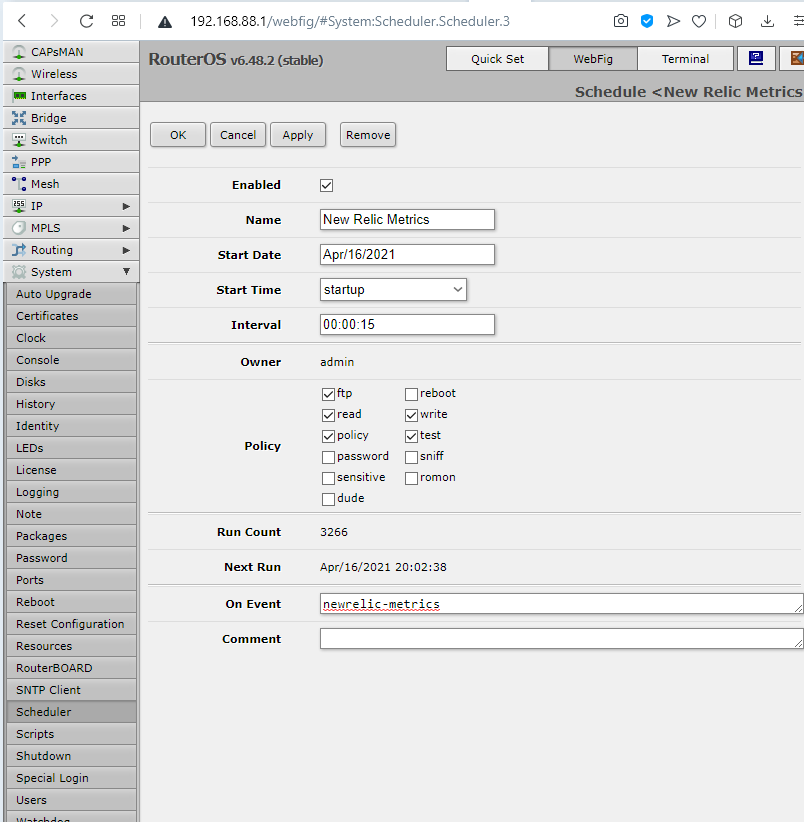 192.168.88.1/webfig/#System:Scheduler.Scheduler.3
CAPsMAN
Wireless
Interfaces
Bridge
Switch
PPP
Mesh
IP
MPLS
Routing
System
Auto Upgrade
Certificates
Clock
Console
Disks
History
Identity
LEDs
License
Logging
Note
Packages
Password
Ports
Reboot
Reset Configuration
Resources
RouterBOARD
SNTP Client
Scheduler
Scripts
Shutdown
Special Login
Users
Watchdog
RouterOS v6.48.2 (stable)
Quick Set WebFig Terminal
Schedule <New Relic Metrics
OK Cancel Apply Remove
Enabled
Name New Relic Metrics
Start Date Apr/16/2021
Start Time startup
Interval 00:00:15
Owner admin
Policy
ftp reboot
read write
policy test
password sniff
sensitive romon
dude
Run Count 3266
Next Run Apr/16/2021 20:02:38
On Event newrelic-metrics
Comment